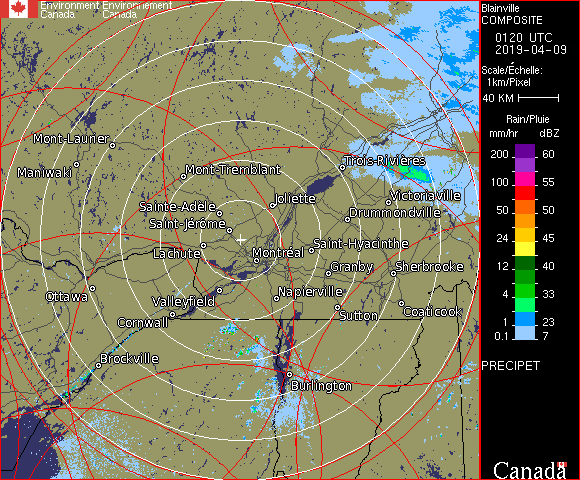 Environment Environnement
Canada Canada
Blainville
COMPOSITE
0120 UTC
2019-04-09
Scale/Échelle:
1km/Pixel
40 KM
Rain/Pluie
mm/hr dBZ
200 60
100 55
50 50
24 45
12 40
4 33
1 23
0.1 7
PRECIPET
Canada
Mont-Laurier
Maniwaki
Mont-Tremblant
Trois-Rivières
Sainte-Adèle
Joliette
Victoriaville
Saint-Jérôme
Drummondville
Lachute
Montréal
Saint-Hyacinthe
Granby
Sherbrooke
Ottawa
Valleyfield
Napierville
Cornwall
Sutton
Coaticook
Brockville
Burlington